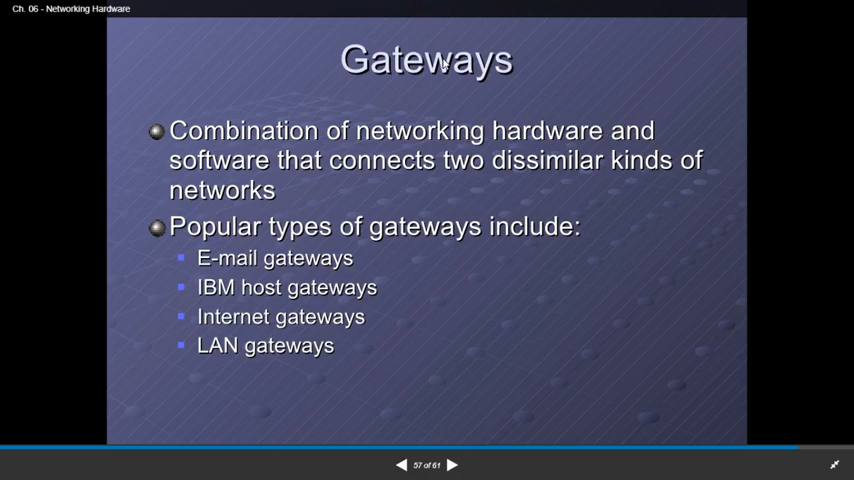 Ch. 06 - Networking Hardware
Gateways
Combination of networking hardware and
software that connects two dissimilar kinds of
networks
Popular types of gateways include:
E-mail gateways
IBM host gateways
Internet gateways
LAN gateways
57 of 61